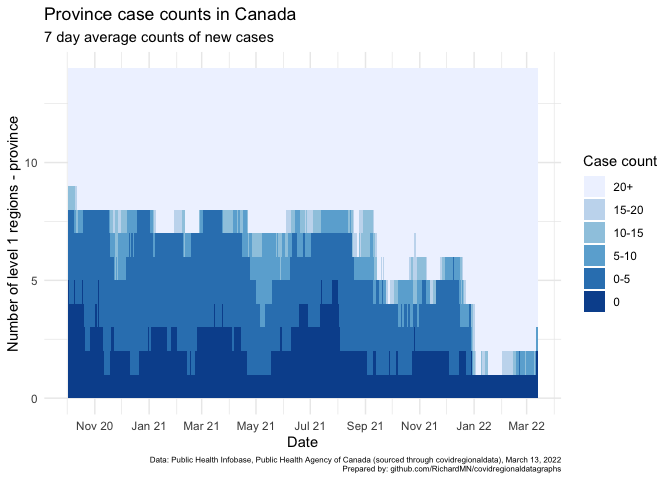 Province case counts in Canada
7 day average counts of new cases
Number of level 1 regions - province
10
5
0
Nov 20 Jan 21 Mar 21 May 21 Jul 21 Sep 21 Nov 21 Jan 22 Mar 22
Date
Case count
20+
15-20
10-15
5-10
0-5
0
Data: Public Health Infobase, Public Health Agency of Canada (sourced through covidregionaldata), March 13, 2022
Prepared by: github.com/RichardMN/covidregionaldatagraphs